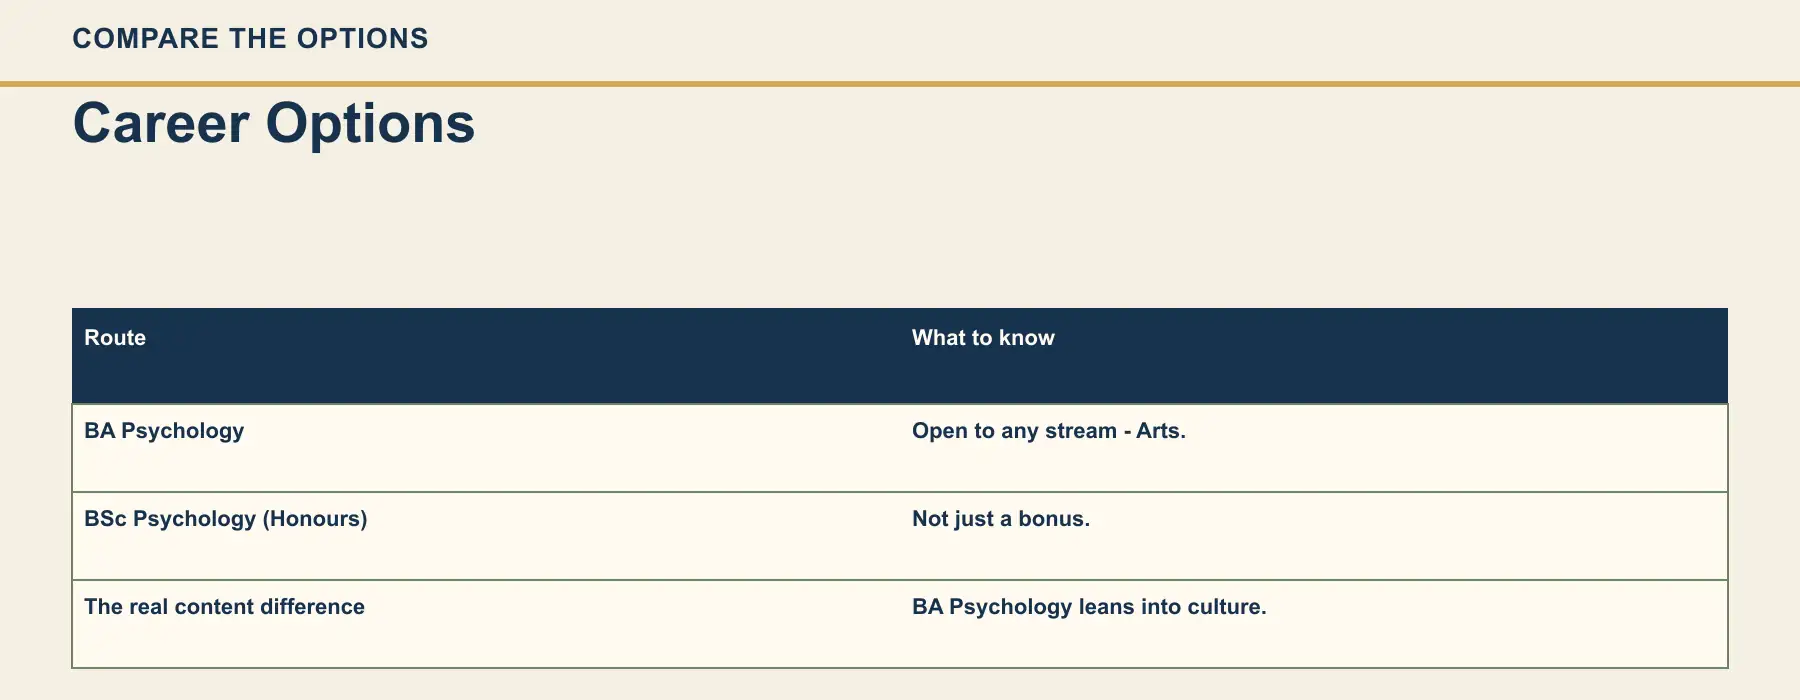 COMPARE THE OPTIONS
Career Options
Route What to know
BA Psychology Open to any stream - Arts.
BSc Psychology (Honours) Not just a bonus.
The real content difference BA Psychology leans into culture.